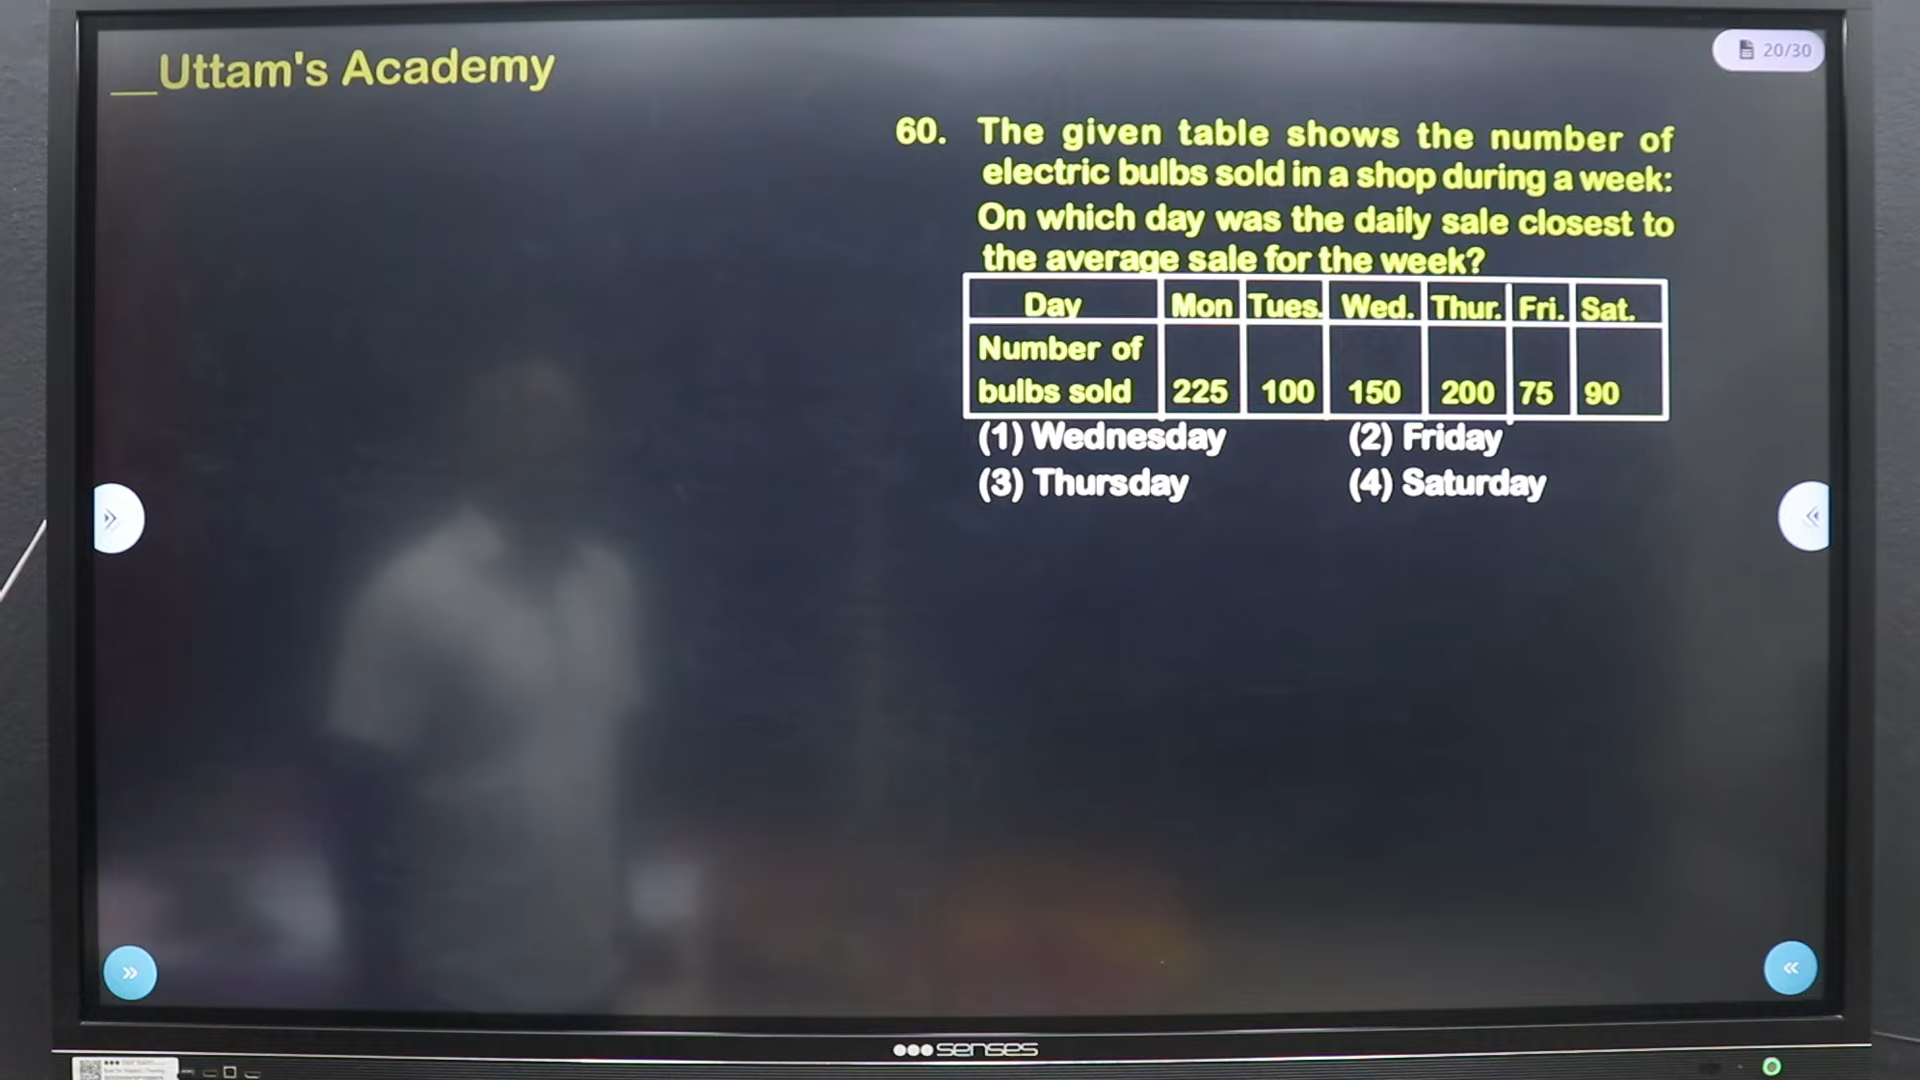 __Uttam's Academy
20/30
60. The given table shows the number of
electric bulbs sold in a shop during a week:
On which day was the daily sale closest to
the average sale for the week?
Day Mon Tues. Wed. Thur. Fri. Sat.
Number of
bulbs sold 225 100 150 200 75 90
(1) Wednesday (2) Friday
(3) Thursday (4) Saturday
senses